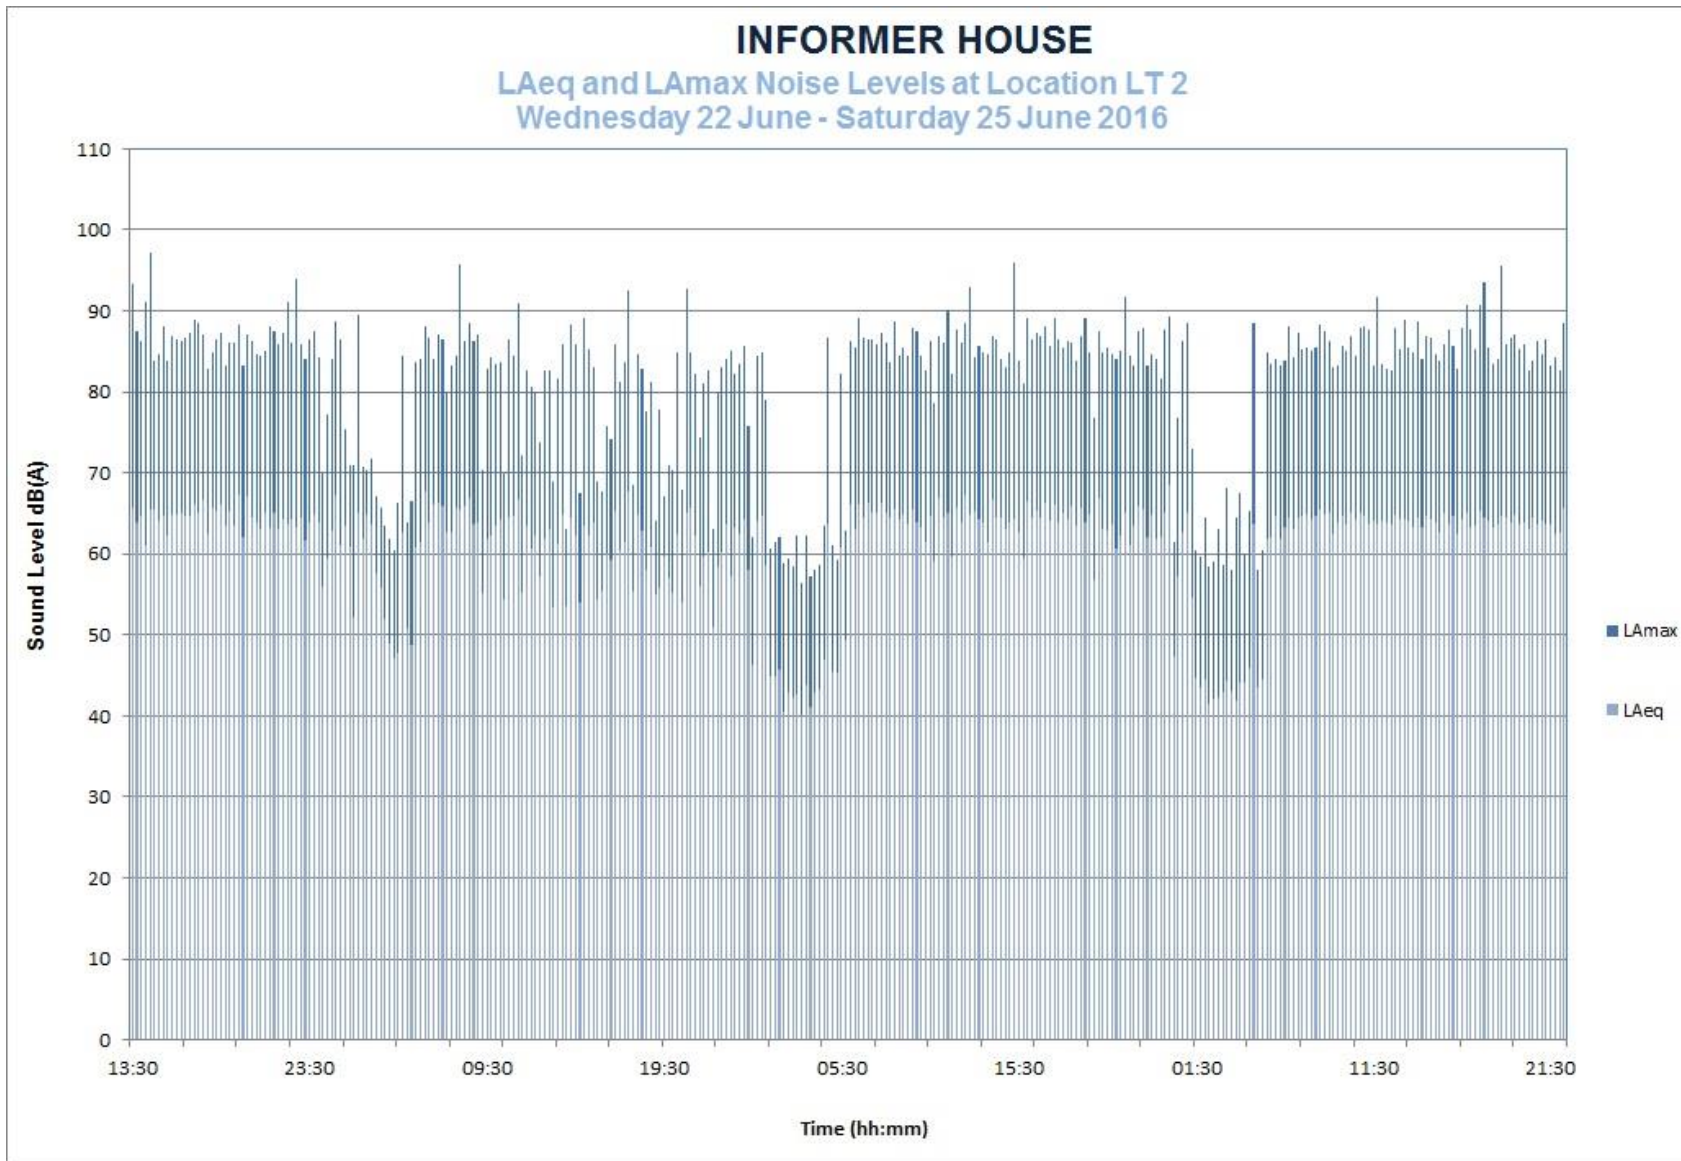 INFORMER HOUSE
LAeq and LAmax Noise Levels at Location LT 2
Wednesday 22 June - Saturday 25 June 2016
110
100
90
80
70
60
50
40
30
20
10
0
Sound Level dB(A)
13:30 23:30 09:30 19:30 05:30 15:30 01:30 11:30 21:30
Time (hh:mm)
LAmax
LAeq